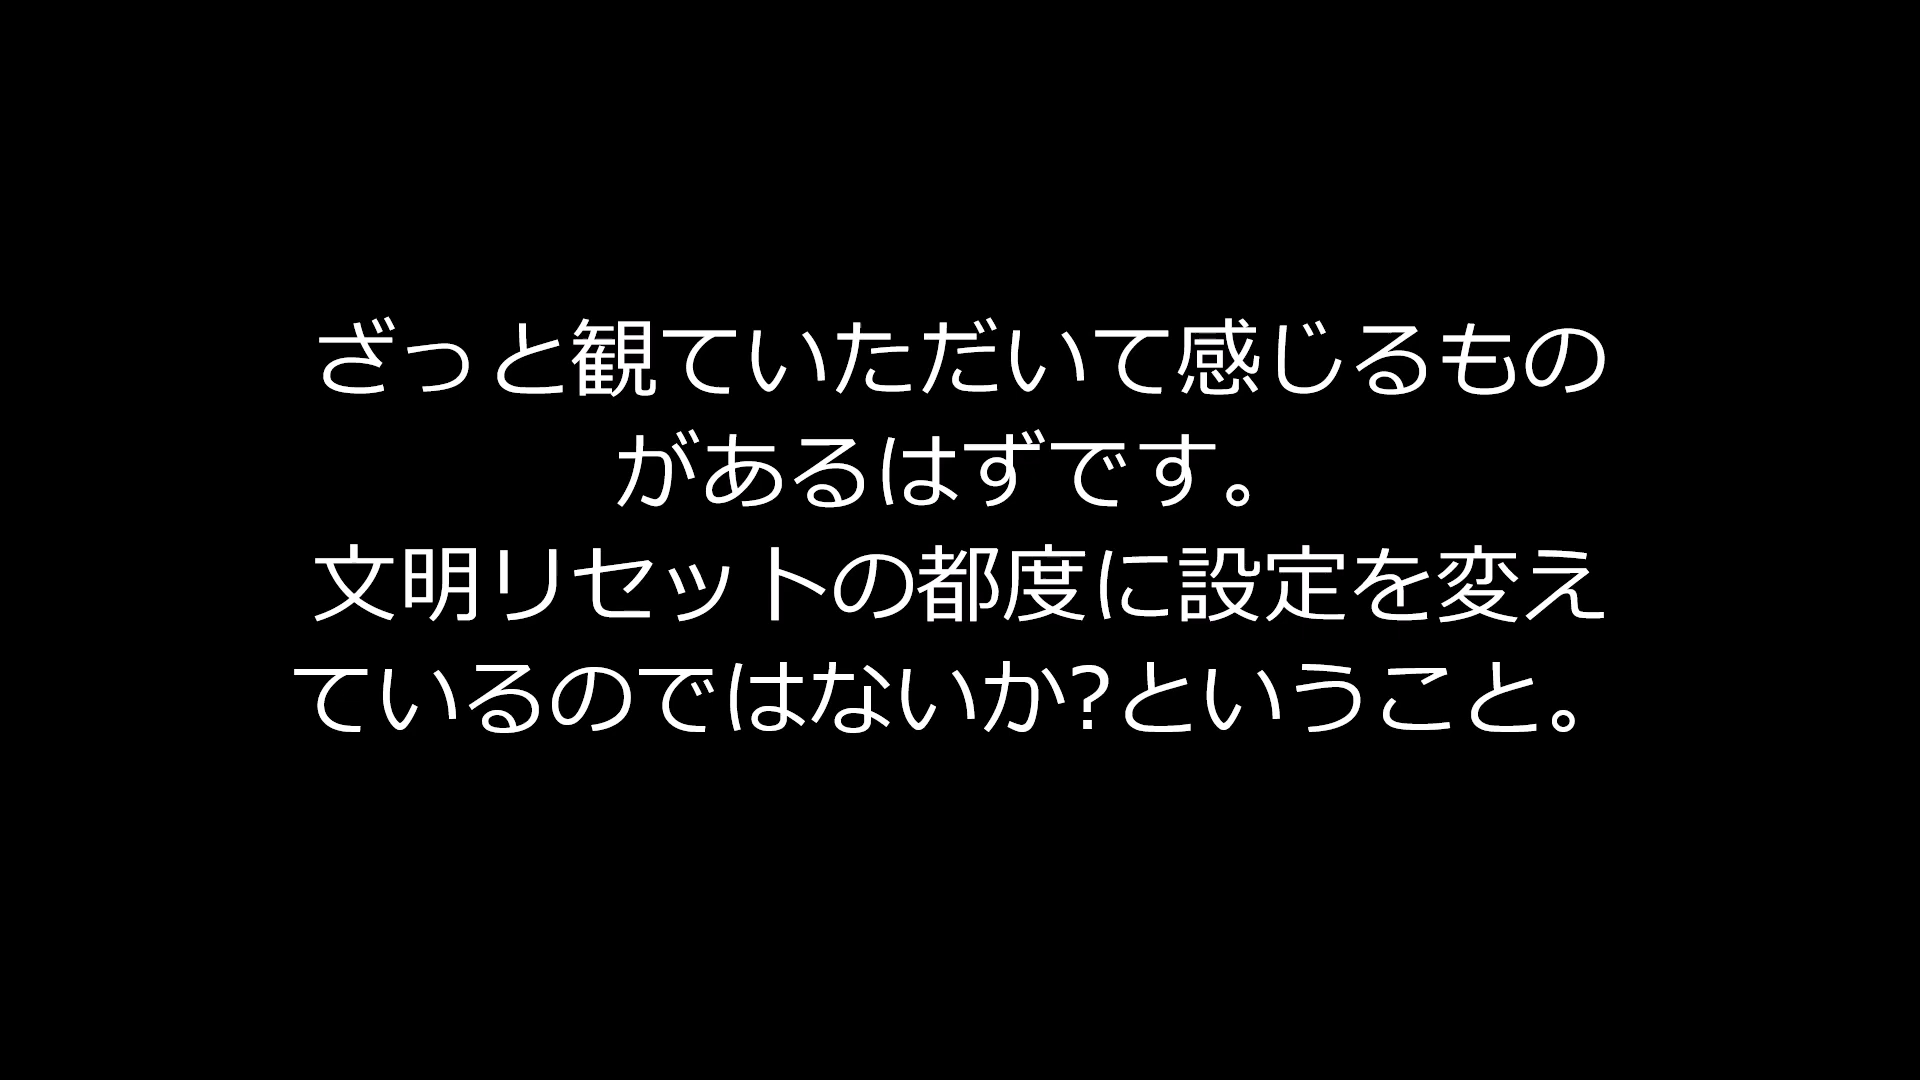 ざっと観ていただいて感じるもの
があるはずです。
文明リセットの都度に設定を変え
ているのではないか?ということ。